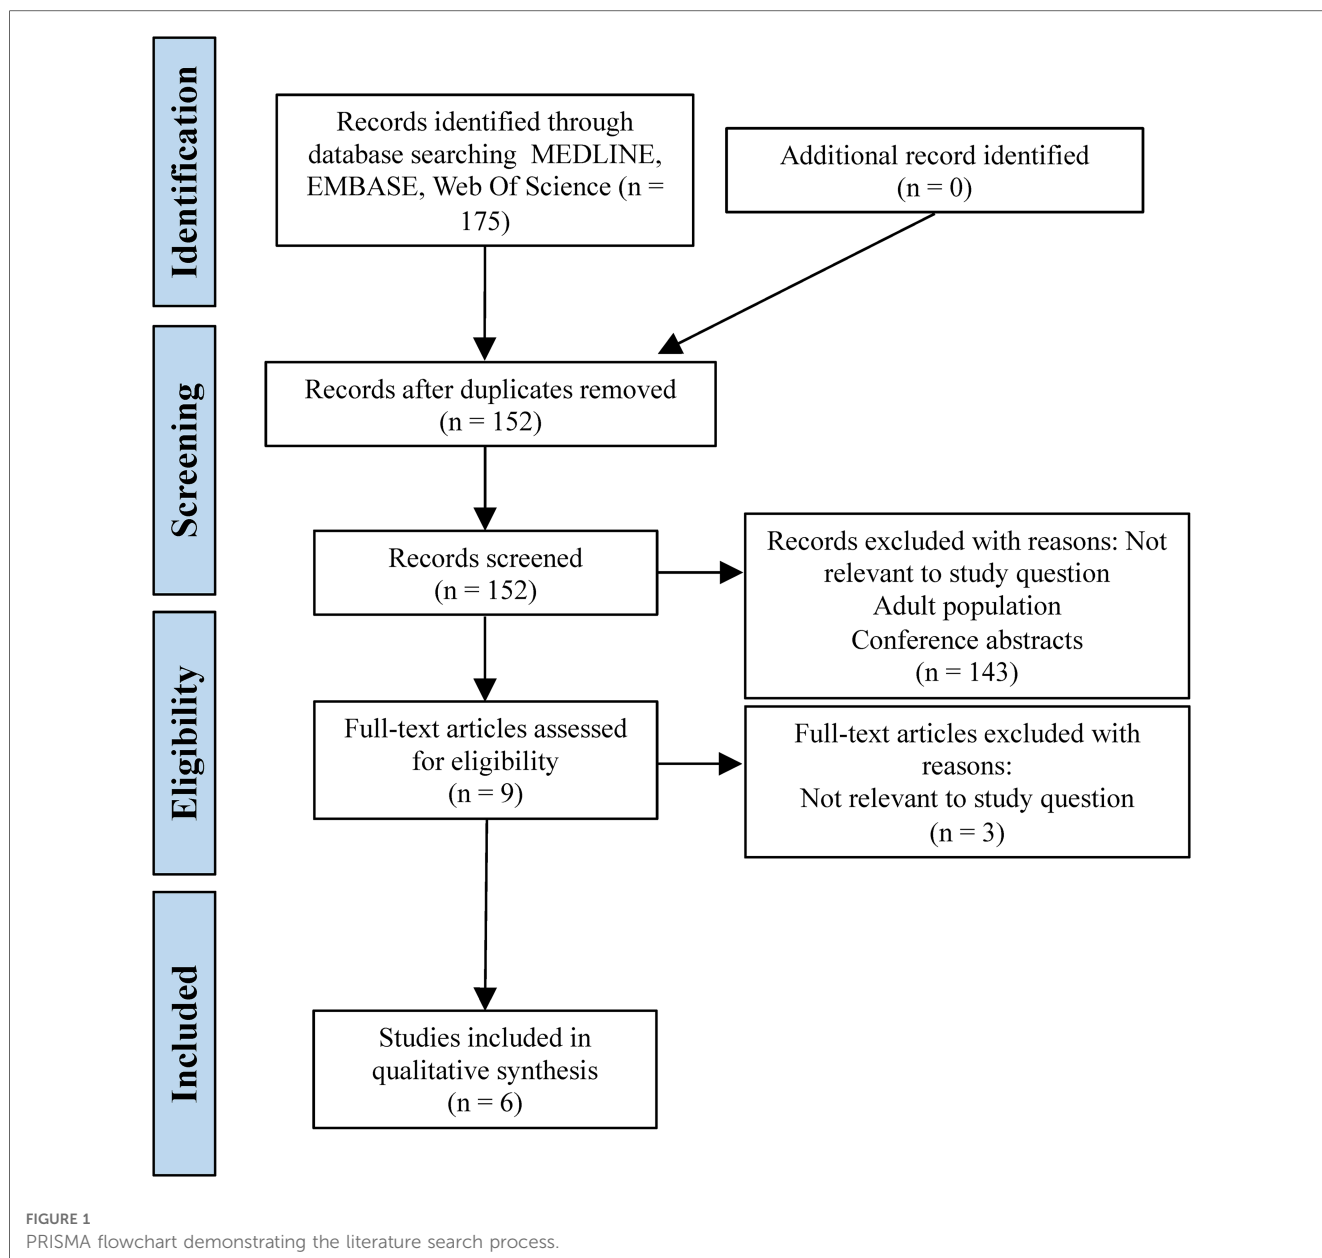 Identification
Records identified through
database searching  MEDLINE,
EMBASE, Web Of Science (n =
175)
Additional record identified
(n = 0)
Screening
Records after duplicates removed
(n = 152)
Records screened
(n = 152)
Records excluded with reasons: Not
relevant to study question
Adult population
Conference abstracts
(n = 143)
Eligibility
Full-text articles assessed
for eligibility
(n = 9)
Full-text articles excluded with
reasons:
Not relevant to study question
(n = 3)
Included
Studies included in
qualitative synthesis
(n = 6)
FIGURE 1
PRISMA flowchart demonstrating the literature search process.